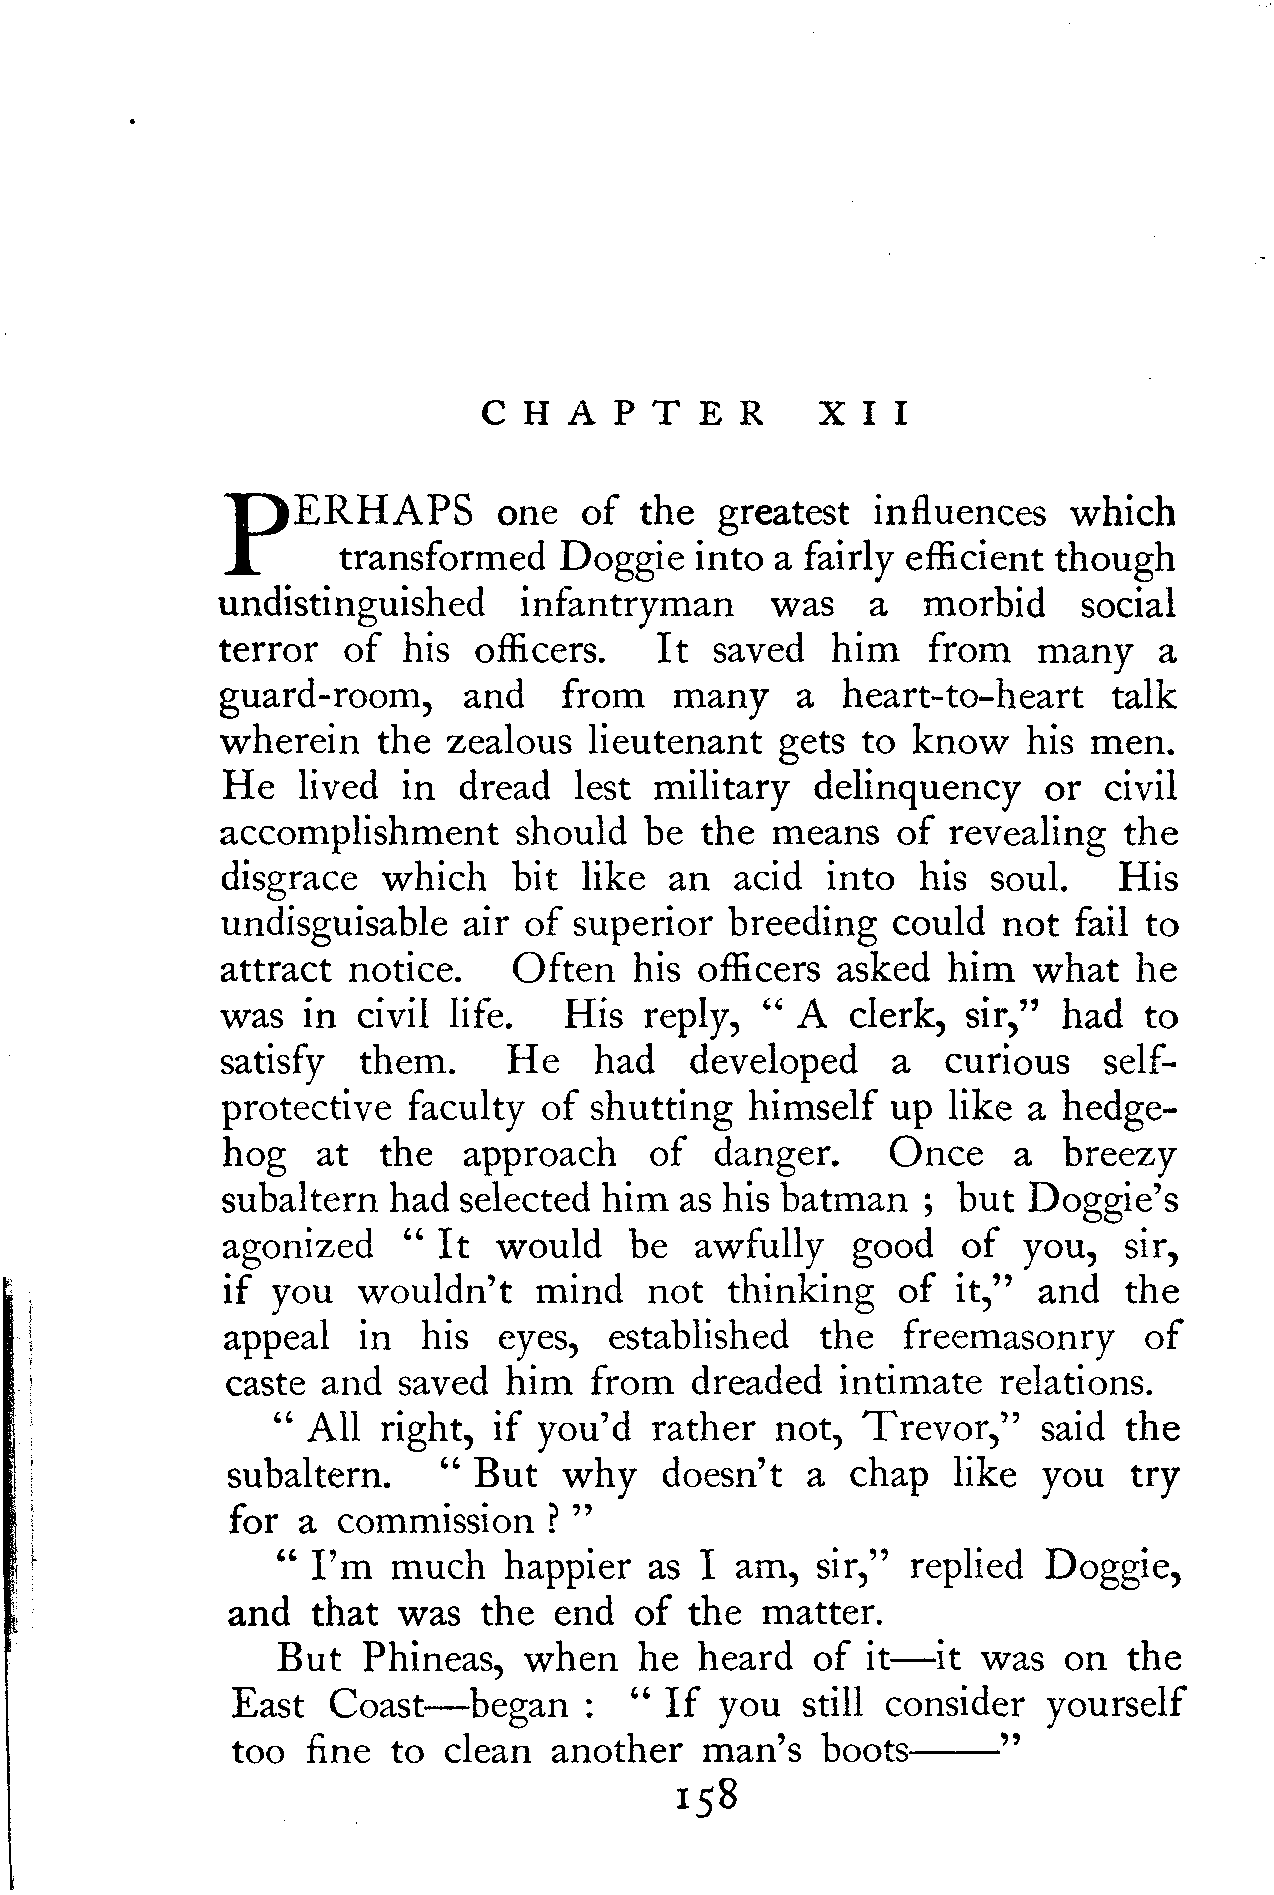 CHAPTER XII
PERHAPS one of the greatest influences which
transformed Doggie into a fairly efficient though
undistinguished infantryman was a morbid social
terror of his officers. It saved him from many a
guard-room, and from many a heart-to-heart talk
wherein the zealous lieutenant gets to know his men.
He lived in dread lest military delinquency or civil
accomplishment should be the means of revealing the
disgrace which bit like an acid into his soul. His
undisguisable air of superior breeding could not fail to
attract notice. Often his officers asked him what he
was in civil life. His reply, “ A clerk, sir,” had to
satisfy them. He had developed a curious self-
protective faculty of shutting himself up like a hedge-
hog at the approach of danger. Once a breezy
subaltern had selected him as his batman ; but Doggie’s
agonized “ It would be awfully good of you, sir,
if you wouldn’t mind not thinking of it,” and the
appeal in his eyes, established the freemasonry of
caste and saved him from dreaded intimate relations.
“ All right, if you’d rather not, Trevor,” said the
subaltern. “ But why doesn’t a chap like you try
for a commission ? ”
“ I’m much happier as I am, sir,” replied Doggie,
and that was the end of the matter.
But Phineas, when he heard of it—it was on the
East Coast—began : “ If you still consider yourself
too fine to clean another man’s boots——”
158